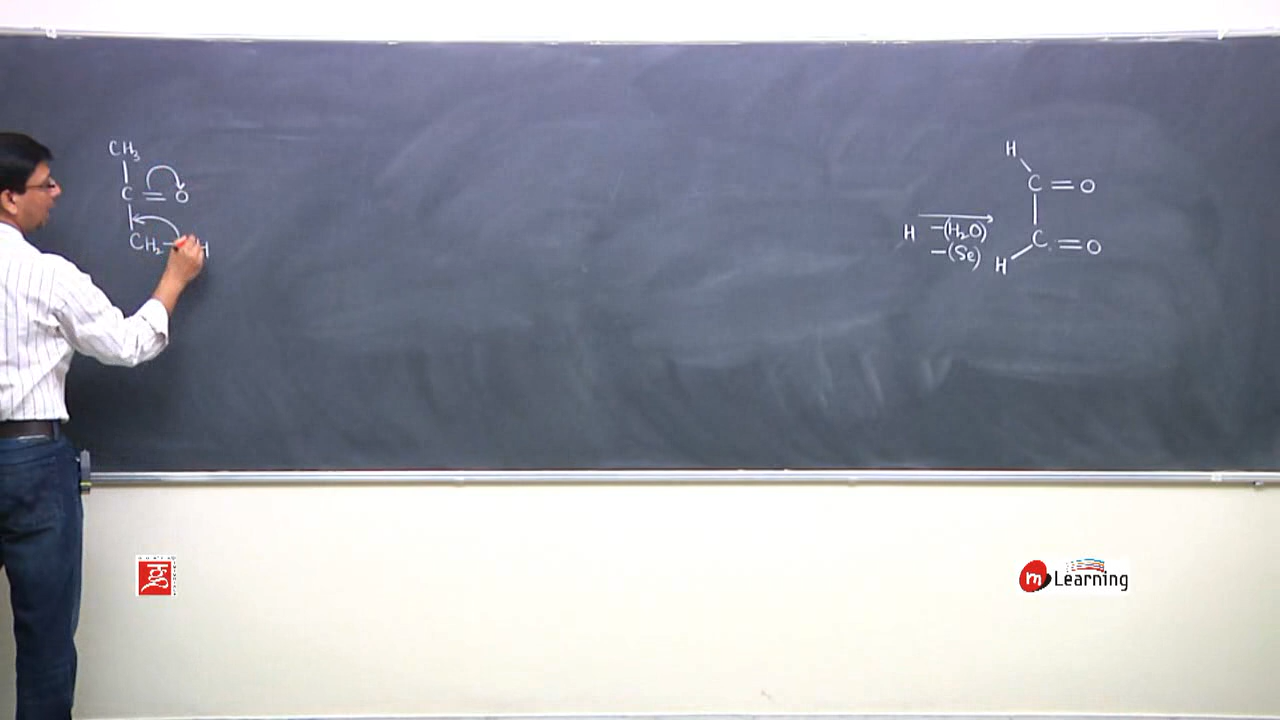 CH₃
C = O
CH₂ – H
H –(H₂O)
–(Se)
H
C = O
C = O
H
m Learning